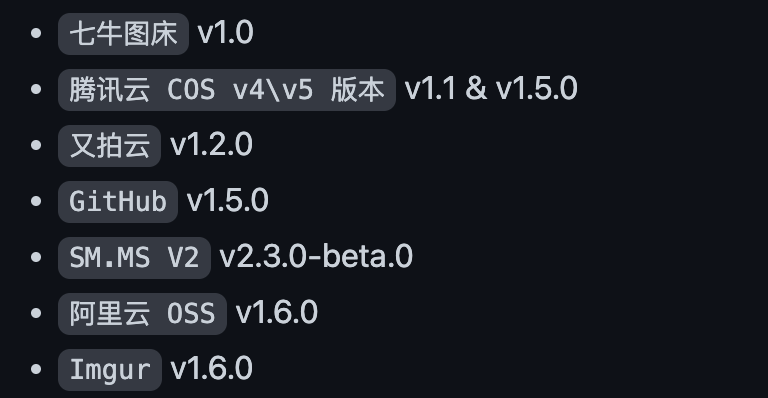 七牛图床 v1.0
腾讯云 COS v4\v5 版本 v1.1 & v1.5.0
又拍云 v1.2.0
GitHub v1.5.0
SM.MS V2 v2.3.0-beta.0
阿里云 OSS v1.6.0
Imgur v1.6.0